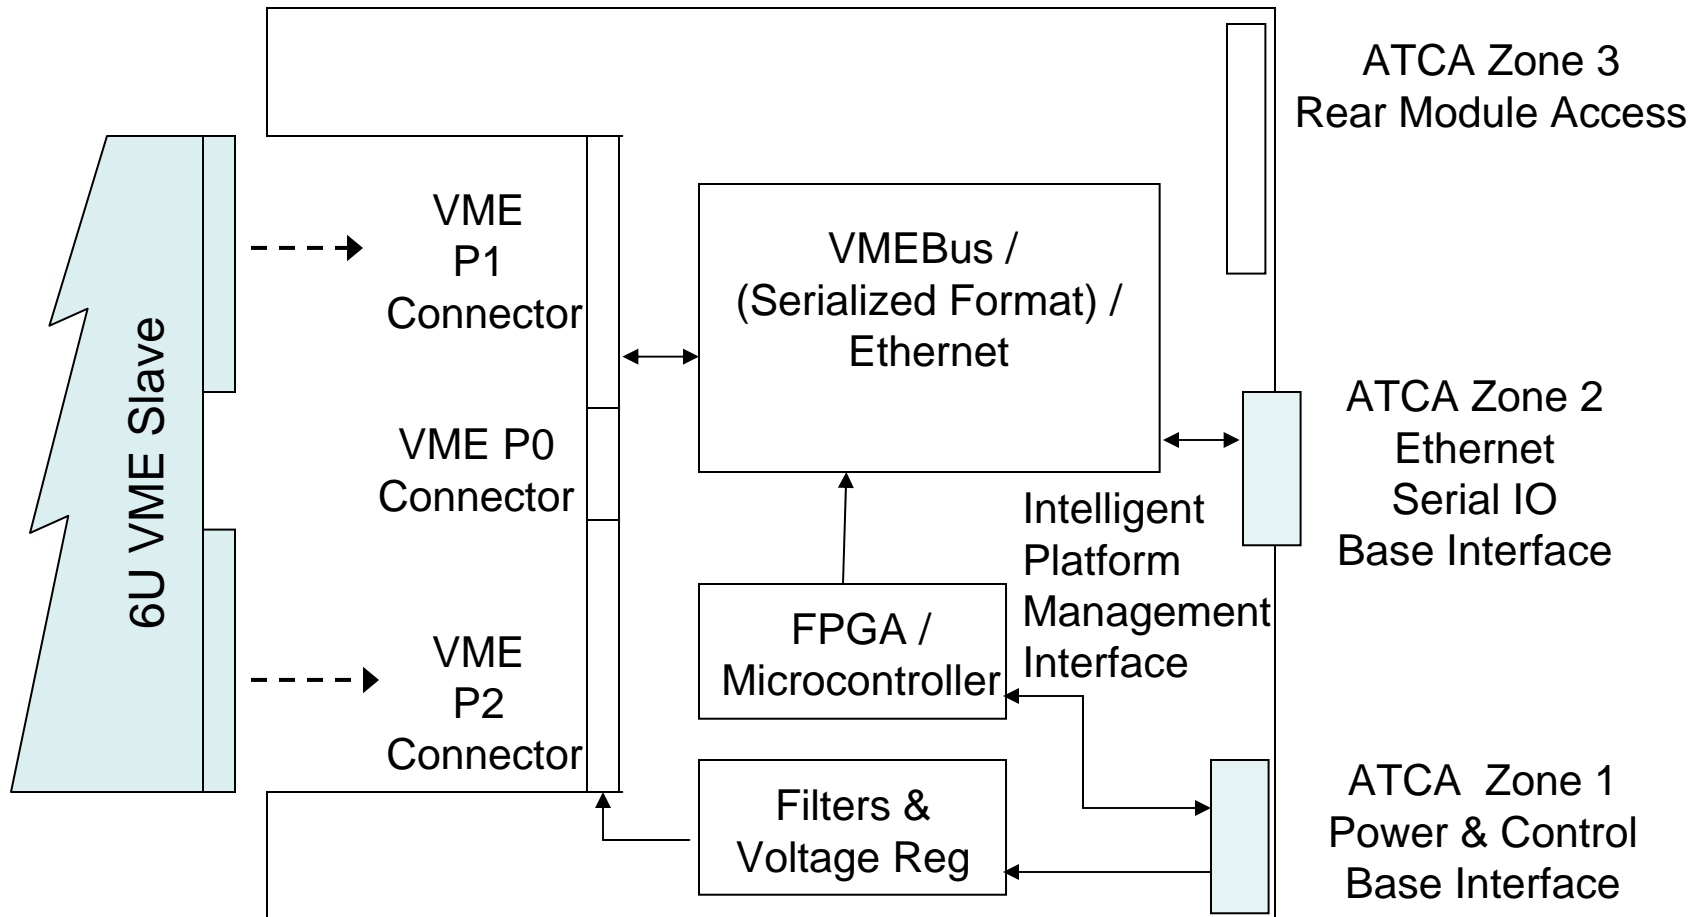 ATCA Zone 3
Rear Module Access
6U VME Slave
VME
P1
Connector
VMEBus /
(Serialized Format) /
Ethernet
VME P0
Connector
ATCA Zone 2
Ethernet
Serial IO
Base Interface
Intelligent
Platform
Management
Interface
FPGA /
Microcontroller
VME
P2
Connector
Filters &
Voltage Reg
ATCA  Zone 1
Power & Control
Base Interface